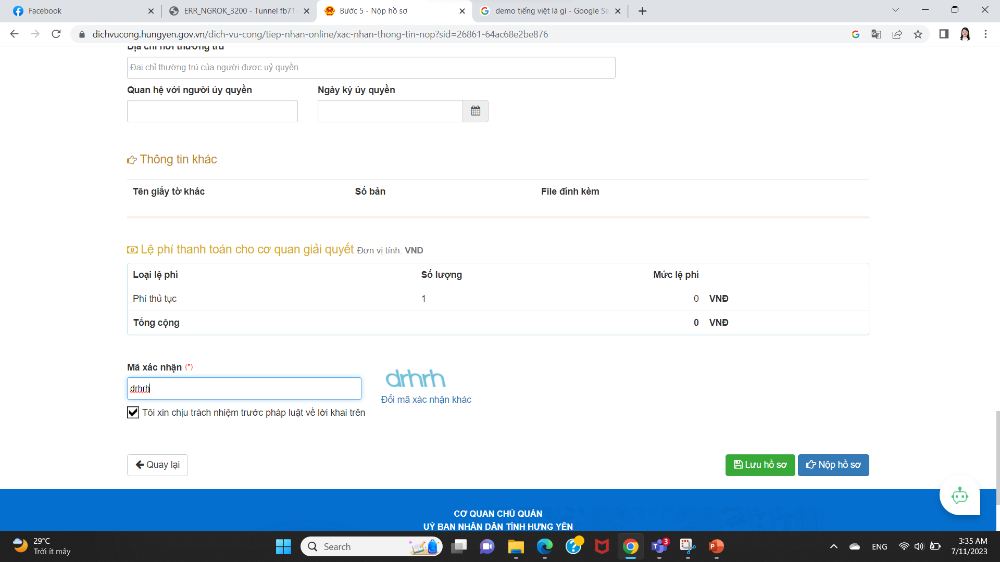 Facebook
ERR_NGROK_3200 - Tunnel fb71-
Bước 5 - Nộp hồ sơ
demo tiếng việt là gì - Google Se
dichvucong.hungyen.gov.vn/dich-vu-cong/tiep-nhan-online/xac-nhan-thong-tin-nop?sid=26861-64ac68e2be876
Địa chỉ nơi thường trú
Đại chỉ thường trú của người được uỷ quyền
Quan hệ với người ủy quyền
Ngày ký ủy quyền
Thông tin khác
Tên giấy tờ khác Số bản File đính kèm
Lệ phí thanh toán cho cơ quan giải quyết Đơn vị tính: VNĐ
Loại lệ phí Số lượng Mức lệ phí
Phí thủ tục 1 0 VNĐ
Tổng cộng 0 VNĐ
Mã xác nhận (*)
drhrh
drhrh
Đổi mã xác nhận khác
Tôi xin chịu trách nhiệm trước pháp luật về lời khai trên
Quay lại
Lưu hồ sơ
Nộp hồ sơ
CƠ QUAN CHỦ QUẢN
UỶ BAN NHÂN DÂN TỈNH HƯNG YÊN
29°C
Trời ít mây
Search
3
ENG
3:35 AM
7/11/2023